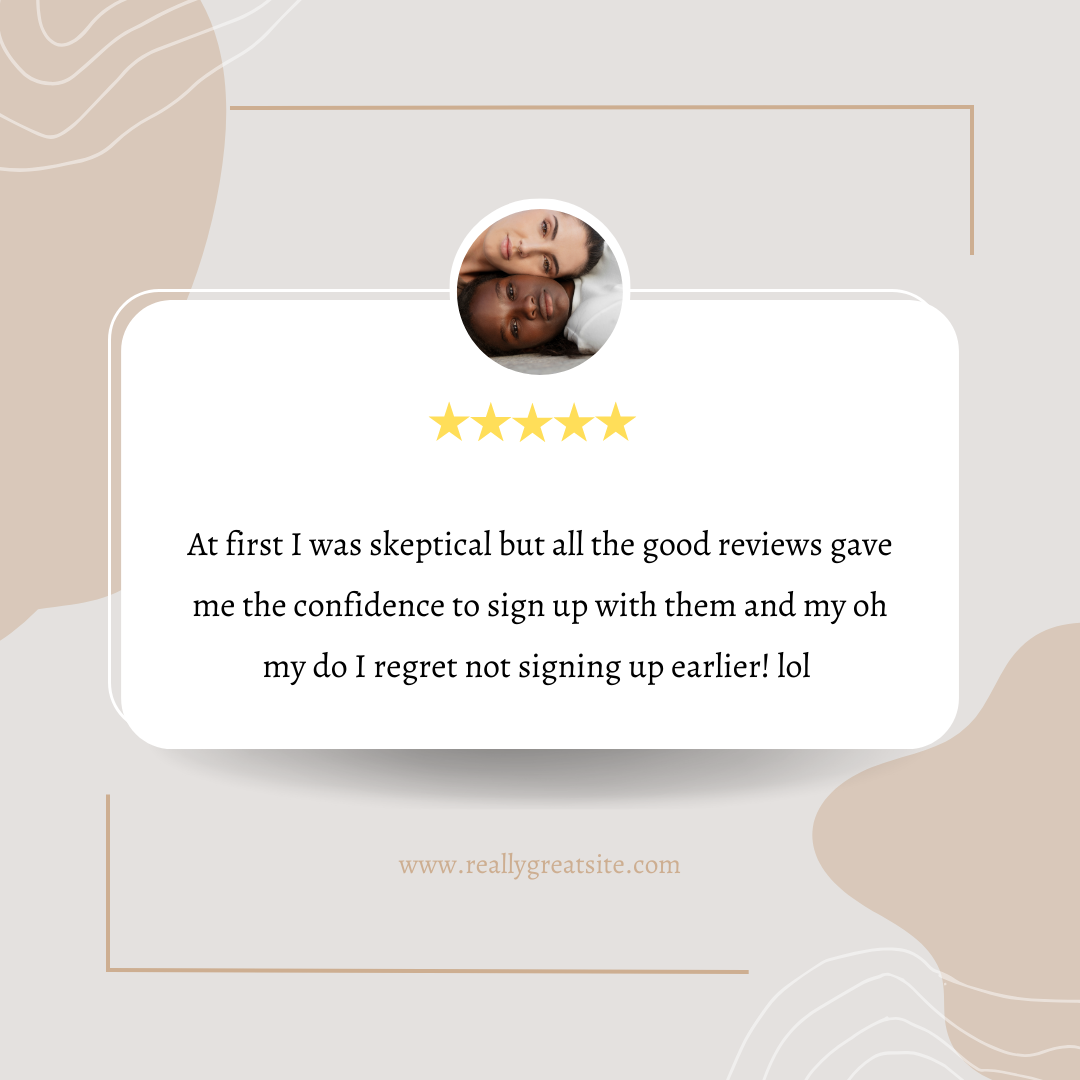 At first I was skeptical but all the good reviews gave
me the confidence to sign up with them and my oh
my do I regret not signing up earlier! lol
www.reallygreatsite.com